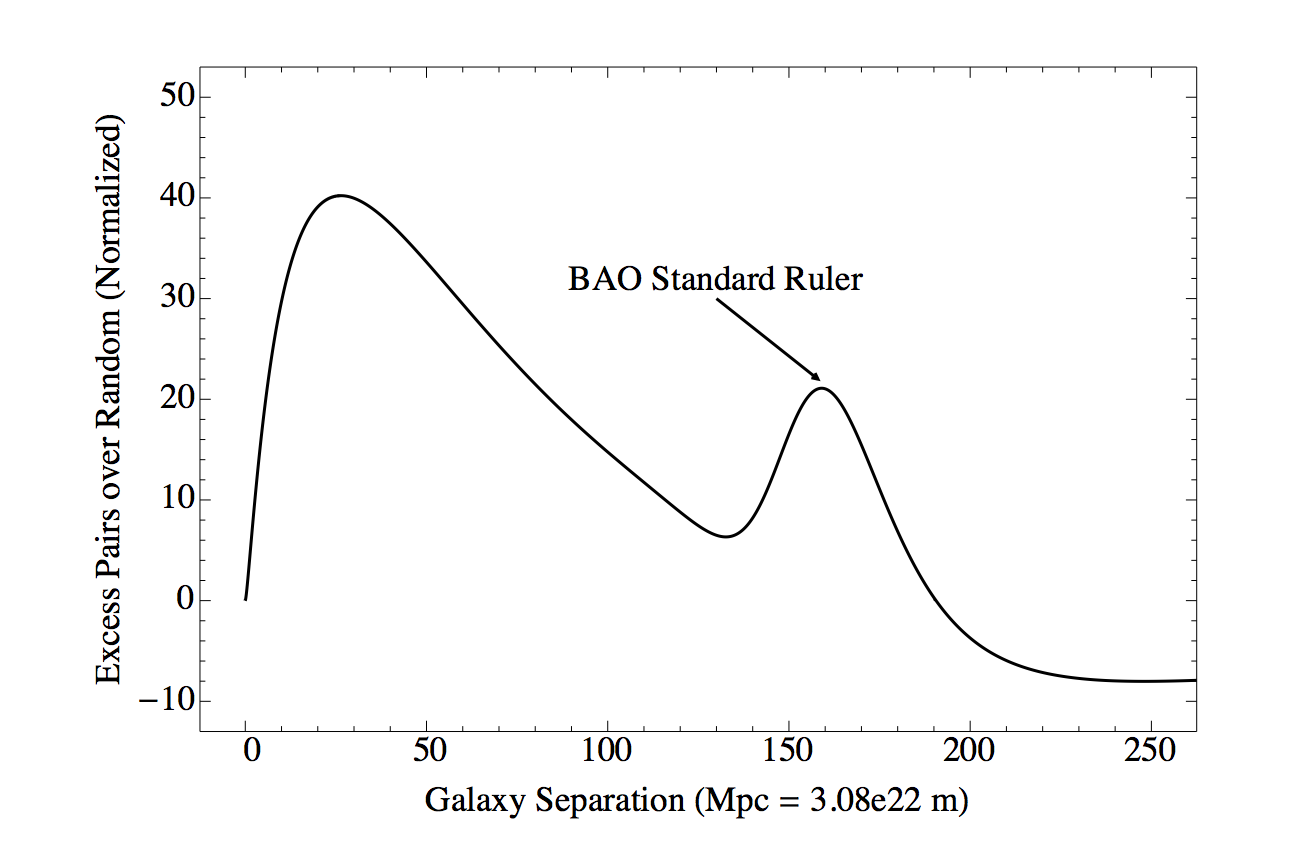 Excess Pairs over Random (Normalized)
50
40
30
20
10
0
−10
BAO Standard Ruler
0 50 100 150 200 250
Galaxy Separation (Mpc = 3.08e22 m)